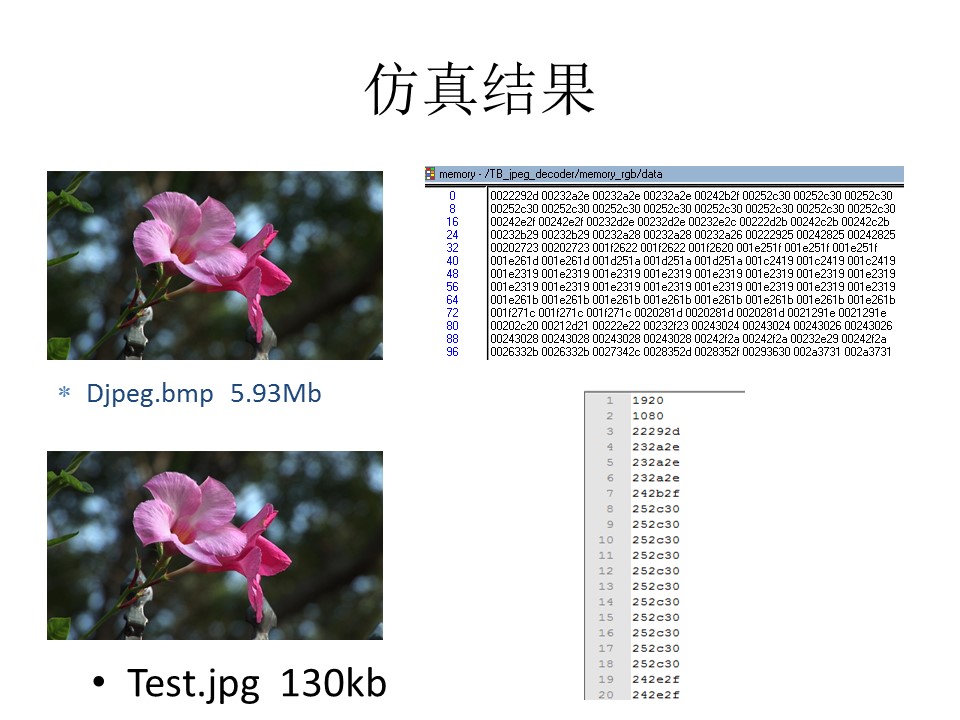 仿真结果
memory - /TB_jpeg_decoder/memory_rgb/data
0 0022292d 00232a2e 00232a2e 00232a2e 00242b2f 00252c30 00252c30 00252c30
8 00252c30 00252c30 00252c30 00252c30 00252c30 00252c30 00252c30 00252c30
16 00242e2f 00242e2f 00232d2e 00232d2e 00232e2c 00222d2b 00242c2b 00242c2b
24 00232b29 00232b29 00232a28 00232a28 00232a26 00222925 00242825 00242825
32 00202723 00202723 001f2622 001f2622 001f2620 001e251f 001e251f 001e251f
40 001e261d 001e261d 001d251a 001d251a 001d251a 001c2419 001c2419 001c2419
48 001e2319 001e2319 001e2319 001e2319 001e2319 001e2319 001e2319 001e2319
56 001e2319 001e2319 001e2319 001e2319 001e2319 001e2319 001e2319 001e2319
64 001e261b 001e261b 001e261b 001e261b 001e261b 001e261b 001e261b 001e261b
72 001f271c 001f271c 001f271c 0020281d 0020281d 0020281d 0021291e 0021291e
80 00202c20 00212d21 00222e22 00232f23 00243024 00243024 00243026 00243026
88 00243028 00243028 00243028 00243028 00242f2a 00242f2a 00232e29 00242f2a
96 0026332b 0026332b 0027342c 0028352d 0028352f 00293630 002a3731 002a3731
* Djpeg.bmp 5.93Mb
1 1920
2 1080
3 22292d
4 232a2e
5 232a2e
6 232a2e
7 242b2f
8 252c30
9 252c30
10 252c30
11 252c30
12 252c30
13 252c30
14 252c30
15 252c30
16 252c30
17 252c30
18 252c30
19 242e2f
20 242e2f
• Test.jpg 130kb